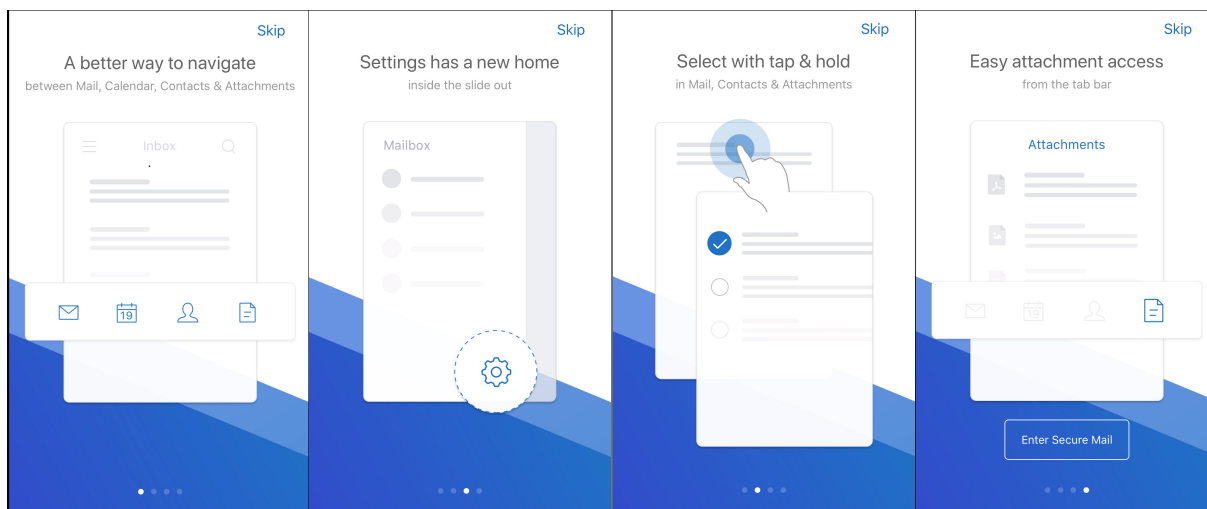 Skip
A better way to navigate
between Mail, Calendar, Contacts & Attachments
Inbox
19
Skip
Settings has a new home
inside the slide out
Mailbox
Skip
Select with tap & hold
in Mail, Contacts & Attachments
Skip
Easy attachment access
from the tab bar
Attachments
19
Enter Secure Mail